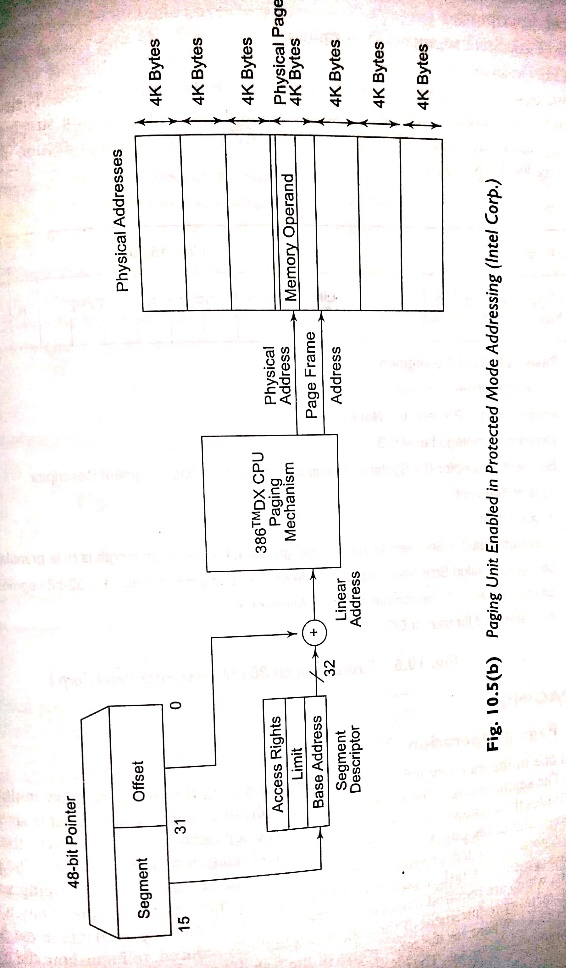 48-bit Pointer
Segment
Offset
15
31
0
Access Rights
Limit
Base Address
Segment
Descriptor
32
+
Linear
Address
386™DX CPU
Paging
Mechanism
Physical
Address
Page Frame
Address
Physical Addresses
Memory Operand
4K Bytes
4K Bytes
4K Bytes
Physical Page
4K Bytes
4K Bytes
4K Bytes
4K Bytes
Fig. 10.5(b) Paging Unit Enabled in Protected Mode Addressing (Intel Corp.)